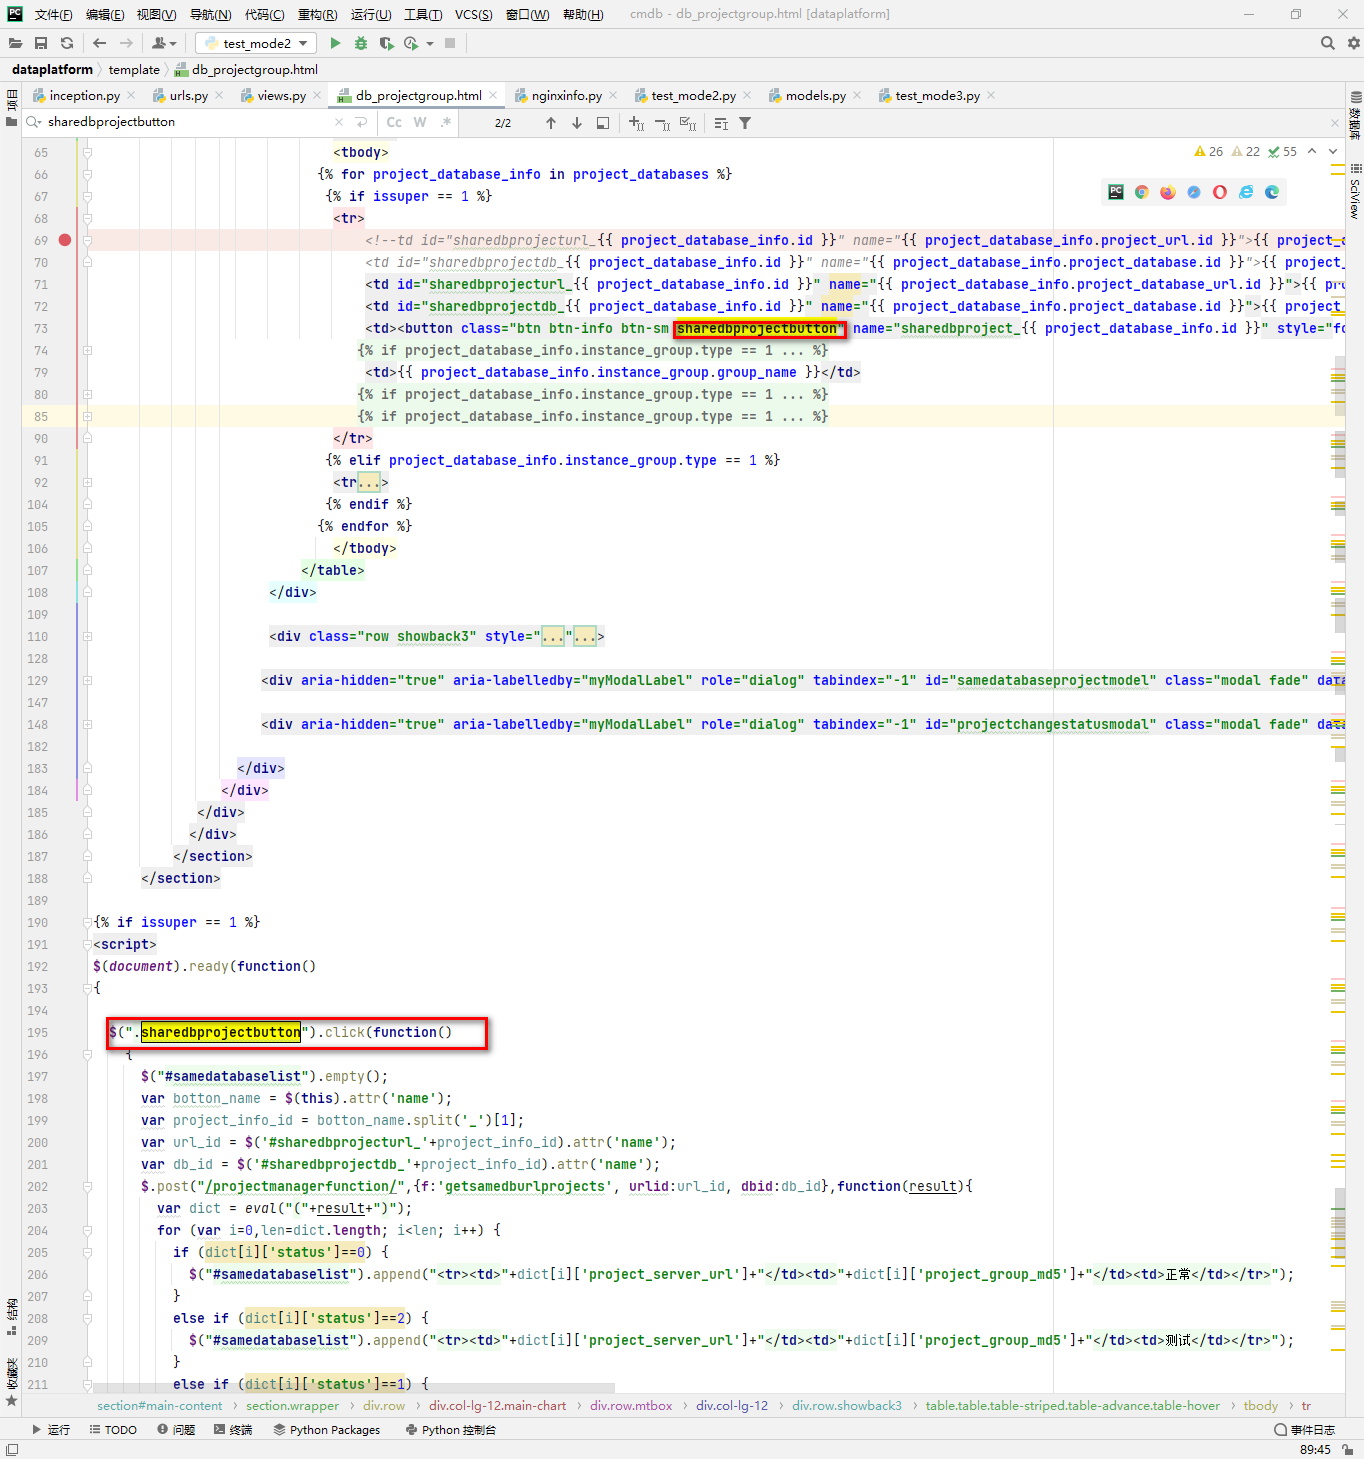 PC 文件(F) 编辑(E) 视图(V) 导航(N) 代码(C) 重构(R) 运行(U) 工具(T) VCS(S) 窗口(W) 帮助(H) cmdb - db_projectgroup.html [dataplatform]
test_mode2
dataplatform template db_projectgroup.html
inception.py urls.py views.py db_projectgroup.html nginxinfo.py test_mode2.py models.py test_mode3.py
sharedbprojectbutton Cc W .* 2/2
项目
数据库
SciView
26 22 55
65 <tbody>
66 {% for project_database_info in project_databases %}
67 {% if issuper == 1 %}
68 <tr>
69 <!--td id="sharedbprojecturl_{{ project_database_info.id }}" name="{{ project_database_info.project_url.id }}">{{ project_
70 <td id="sharedbprojectdb_{{ project_database_info.id }}" name="{{ project_database_info.project_database.id }}">{{ proj
71 <td id="sharedbprojecturl_{{ project_database_info.id }}" name="{{ project_database_info.project_database_url.id }}">{{ pro
72 <td id="sharedbprojectdb_{{ project_database_info.id }}" name="{{ project_database_info.project_database.id }}">{{ proj
73 <td><button class="btn btn-info btn-sm sharedbprojectbutton" name="sharedbproject_{{ project_database_info.id }}" style="fo
74 {% if project_database_info.instance_group.type == 1 ... %}
79 <td>{{ project_database_info.instance_group.group_name }}</td>
80 {% if project_database_info.instance_group.type == 1 ... %}
85 {% if project_database_info.instance_group.type == 1 ... %}
90 </tr>
91 {% elif project_database_info.instance_group.type == 1 %}
92 <tr...>
104 {% endif %}
105 {% endfor %}
106 </tbody>
107 </table>
108 </div>
109
110 <div class="row showback3" style="..."...>
128
129 <div aria-hidden="true" aria-labelledby="myModalLabel" role="dialog" tabindex="-1" id="samedatabaseprojectmodel" class="modal fade" data
147
148 <div aria-hidden="true" aria-labelledby="myModalLabel" role="dialog" tabindex="-1" id="projectchangestatusmodal" class="modal fade" data
182
183 </div>
184 </div>
185 </div>
186 </div>
187 </section>
188 </section>
189
190 {% if issuper == 1 %}
191 <script>
192 $(document).ready(function()
193 {
194
195 $(".sharedbprojectbutton").click(function()
196 {
197 $("#samedatabaselist").empty();
198 var botton_name = $(this).attr('name');
199 var project_info_id = botton_name.split('_')[1];
200 var url_id = $('#sharedbprojecturl_'+project_info_id).attr('name');
201 var db_id = $('#sharedbprojectdb_'+project_info_id).attr('name');
202 $.post("/projectmanagerfunction/",{f:'getsamedburlprojects', urlid:url_id, dbid:db_id},function(result){
203 var dict = eval("("+result+")");
204 for (var i=0,len=dict.length; i<len; i++) {
205 if (dict[i]['status']==0) {
206 $("#samedatabaselist").append("<tr><td>"+dict[i]['project_server_url']+"</td><td>"+dict[i]['project_group_md5']+"</td><td>正常</td></tr>");
207 }
208 else if (dict[i]['status']==2) {
209 $("#samedatabaselist").append("<tr><td>"+dict[i]['project_server_url']+"</td><td>"+dict[i]['project_group_md5']+"</td><td>测试</td></tr>");
210 }
211 else if (dict[i]['status']==1) {
结构
收藏夹
section#main-content section.wrapper div.row div.col-lg-12.main-chart div.row.mtbox div.col-lg-12 div.row.showback3 table.table.table-striped.table-advance.table-hover tbody tr
运行 TODO 问题 终端 Python Packages Python 控制台 事件日志
89:45